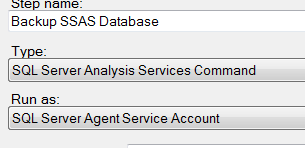 Step name:
Backup SSAS Database
Type:
SQL Server Analysis Services Command
Run as:
SQL Server Agent Service Account